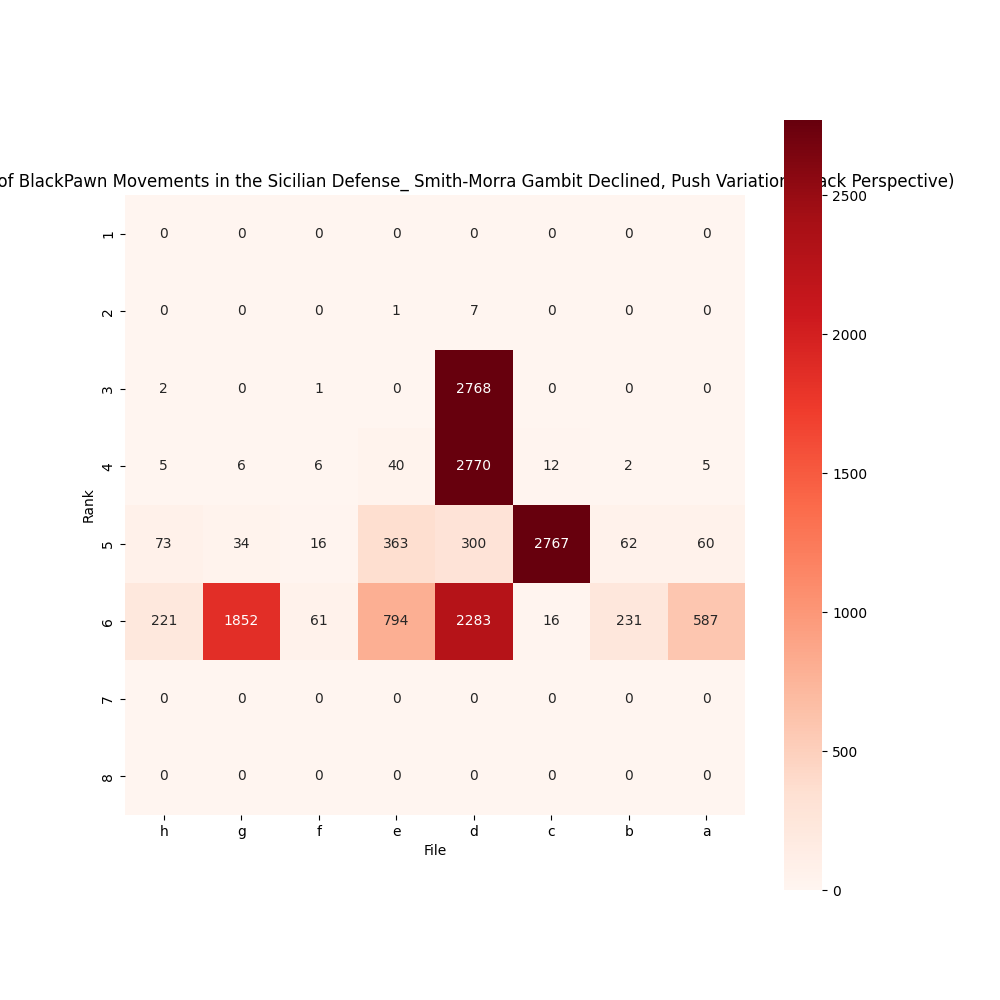 of BlackPawn Movements in the Sicilian Defense_ Smith-Morra Gambit Declined, Push Variation ack Perspective)
2500
2000
1500
1000
500
0
Rank
1 0 0 0 0 0 0 0 0
2 0 0 0 1 7 0 0 0
3 2 0 1 0 2768 0 0 0
4 5 6 6 40 2770 12 2 5
5 73 34 16 363 300 2767 62 60
6 221 1852 61 794 2283 16 231 587
7 0 0 0 0 0 0 0 0
8 0 0 0 0 0 0 0 0
h g f e d c b a
File